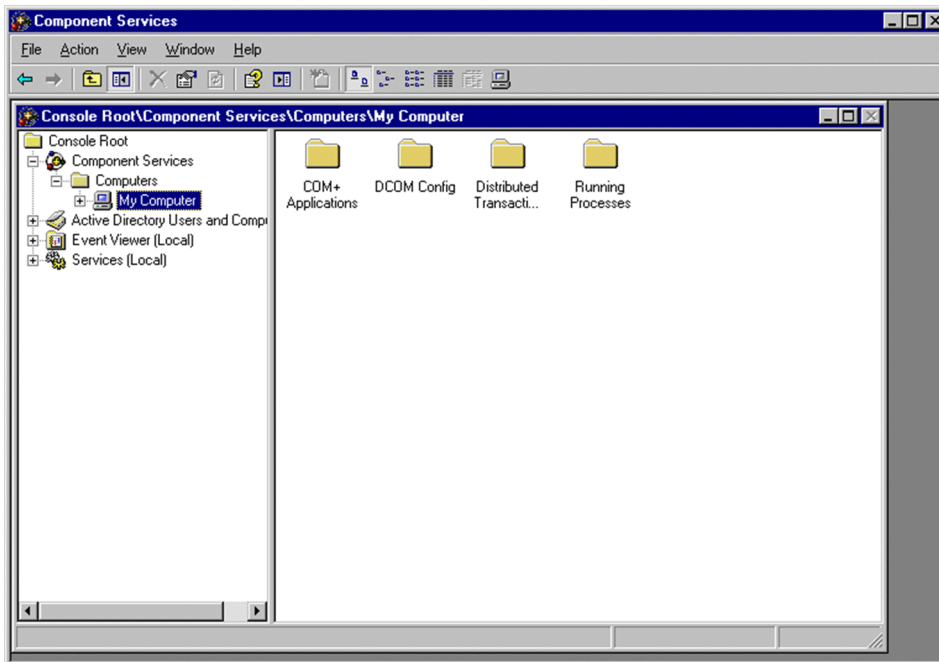 Component Services
File Action View Window Help
Console Root\Component Services\Computers\My Computer
Console Root
Component Services
Computers
My Computer
Active Directory Users and Compu
Event Viewer (Local)
Services (Local)
COM+ Applications
DCOM Config
Distributed Transacti...
Running Processes